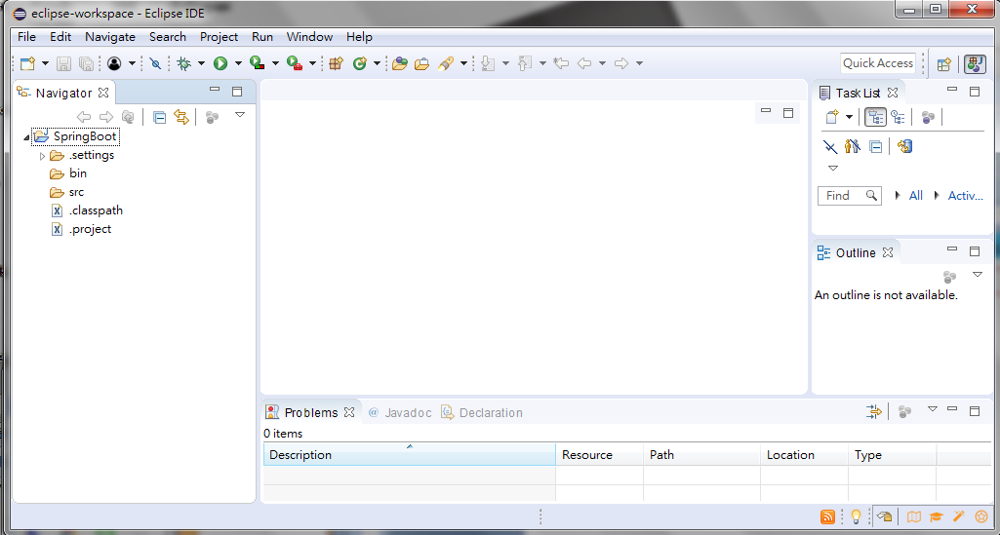 eclipse-workspace - Eclipse IDE
File Edit Navigate Search Project Run Window Help
Quick Access
Navigator
SpringBoot
.settings
bin
src
.classpath
.project
Task List
Find All Activ...
Outline
An outline is not available.
Problems @ Javadoc Declaration
0 items
Description Resource Path Location Type